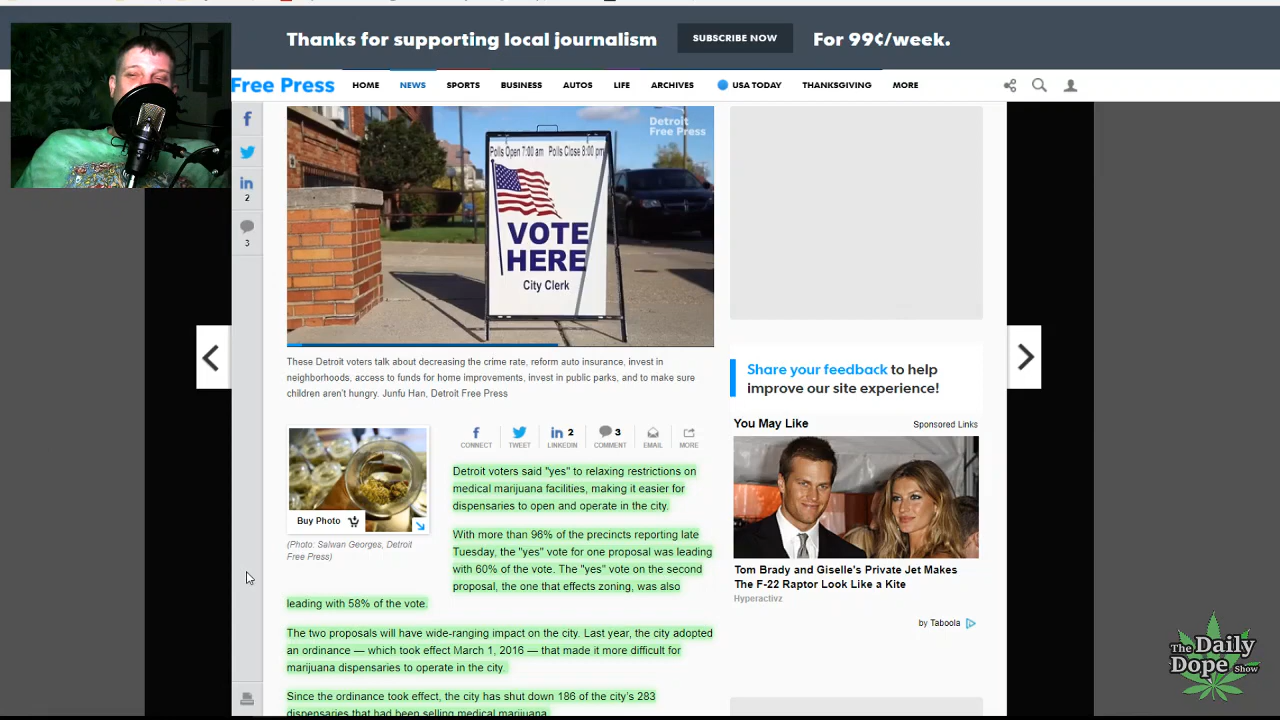 Thanks for supporting local journalism
SUBSCRIBE NOW
For 99¢/week.
Free Press
HOME
NEWS
SPORTS
BUSINESS
AUTOS
LIFE
ARCHIVES
USA TODAY
THANKSGIVING
MORE
2
3
Detroit
Free Press
Polls Open 7:00 am Polls Close 8:00 pm
VOTE
HERE
City Clerk
These Detroit voters talk about decreasing the crime rate, reform auto insurance, invest in
neighborhoods, access to funds for home improvements, invest in public parks, and to make sure
children aren't hungry. Junfu Han, Detroit Free Press
Buy Photo
(Photo: Salwan Georges, Detroit
Free Press)
CONNECT
TWEET
2
LINKEDIN
3
COMMENT
EMAIL
MORE
Detroit voters said "yes" to relaxing restrictions on
medical marijuana facilities, making it easier for
dispensaries to open and operate in the city.
With more than 96% of the precincts reporting late
Tuesday, the "yes" vote for one proposal was leading
with 60% of the vote. The "yes" vote on the second
proposal, the one that effects zoning, was also
leading with 58% of the vote.
The two proposals will have wide-ranging impact on the city. Last year, the city adopted
an ordinance — which took effect March 1, 2016 — that made it more difficult for
marijuana dispensaries to operate in the city.
Since the ordinance took effect, the city has shut down 186 of the city's 283
dispensaries that had been selling medical marijuana.
Share your feedback to help
improve our site experience!
You May Like
Sponsored Links
Tom Brady and Giselle's Private Jet Makes
The F-22 Raptor Look Like a Kite
Hyperactivz
by Taboola
The Daily
Dope Show